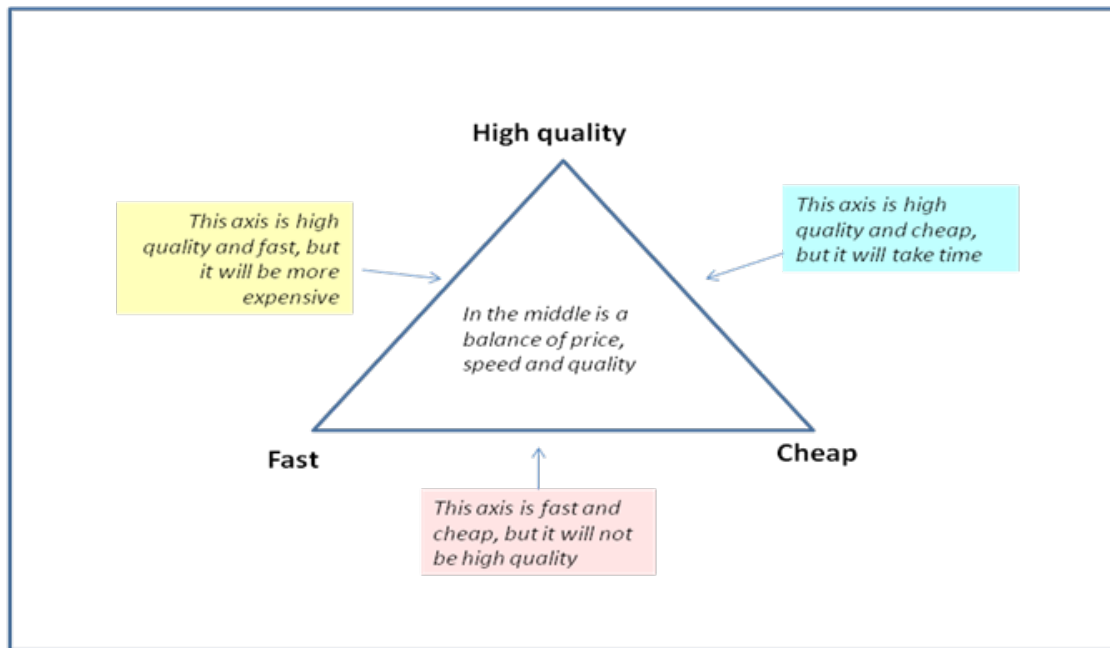 High quality
This axis is high
quality and fast, but
it will be more
expensive
This axis is high
quality and cheap,
but it will take time
In the middle is a
balance of price,
speed and quality
Fast
Cheap
This axis is fast and
cheap, but it will not
be high quality